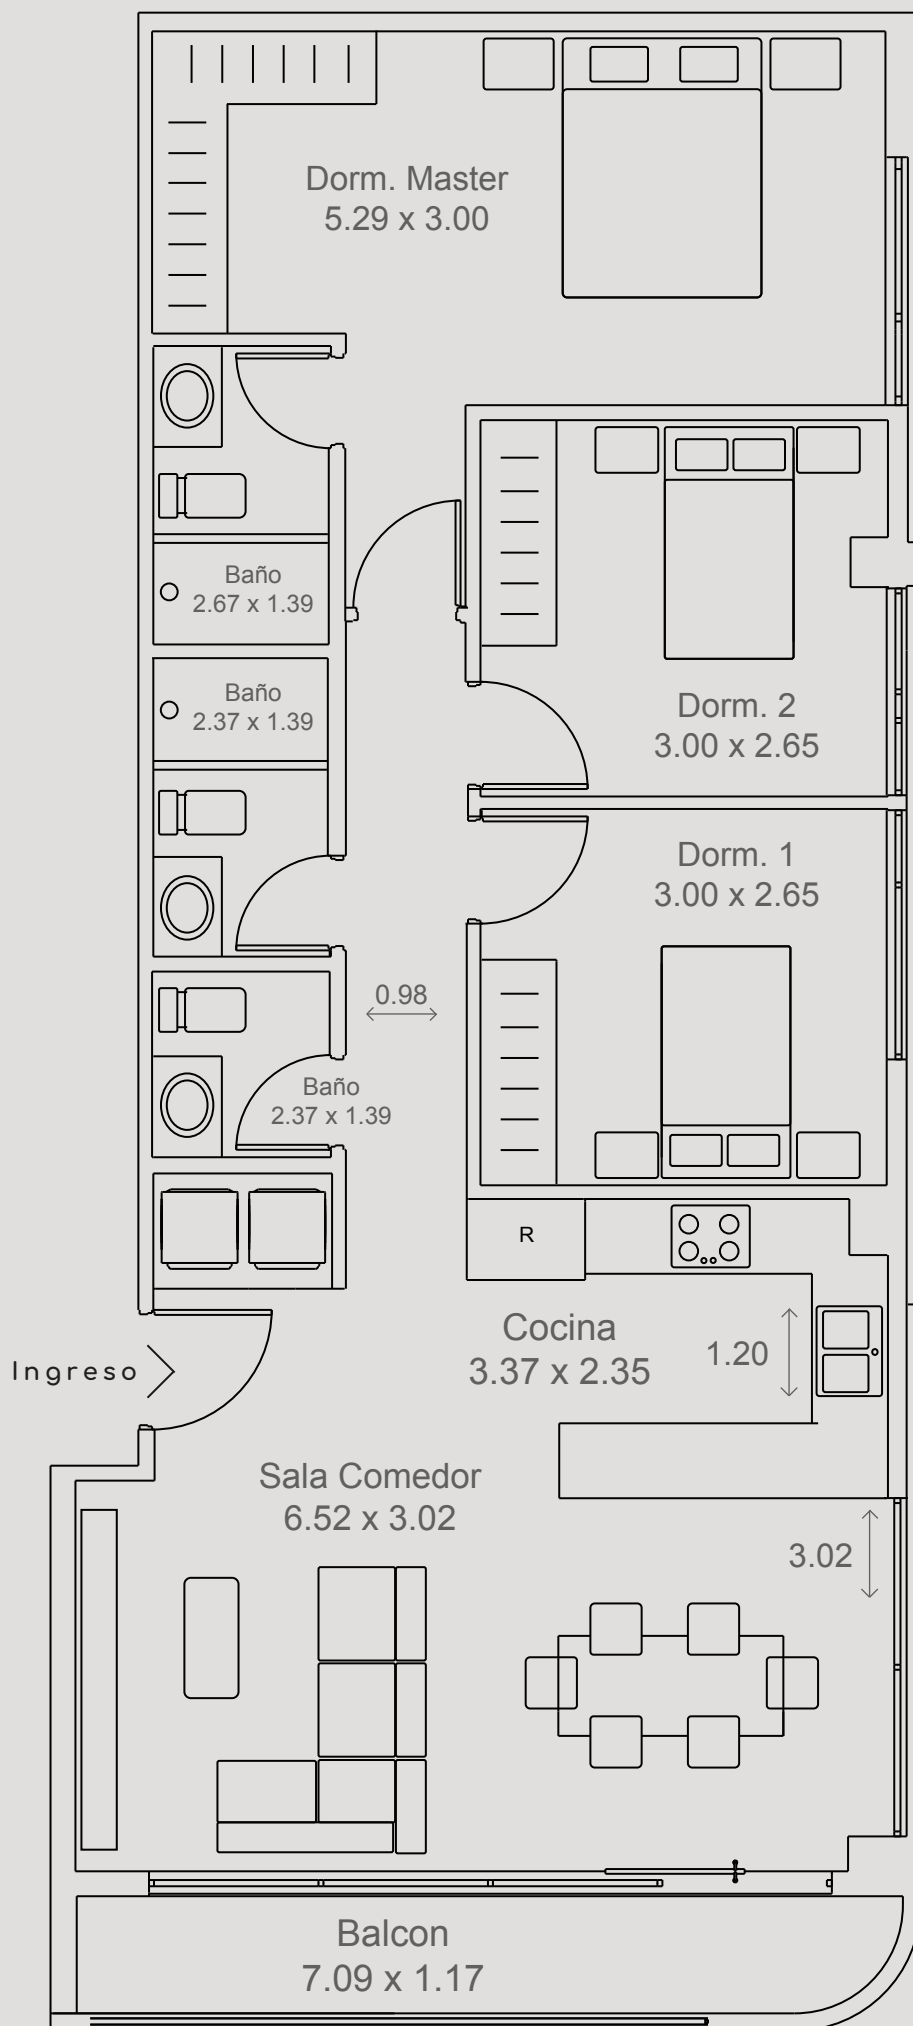 Dorm. Master
5.29 x 3.00
Baño
2.67 x 1.39
Baño
2.37 x 1.39
Dorm. 2
3.00 x 2.65
Dorm. 1
3.00 x 2.65
0.98
Baño
2.37 x 1.39
R
Cocina
3.37 x 2.35
1.20
Ingreso
Sala Comedor
6.52 x 3.02
3.02
Balcon
7.09 x 1.17